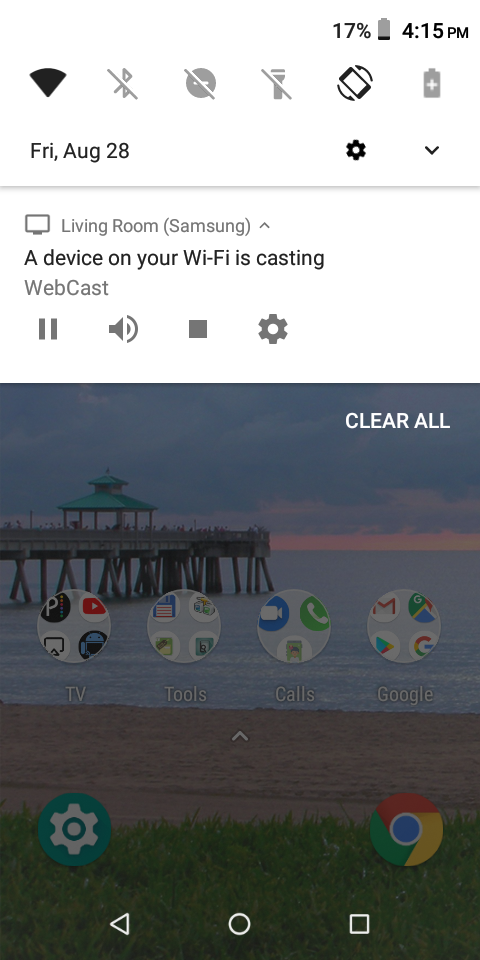 17% 4:15 PM
Fri, Aug 28
Living Room (Samsung)
A device on your Wi-Fi is casting
WebCast
CLEAR ALL
TV Tools Calls Google